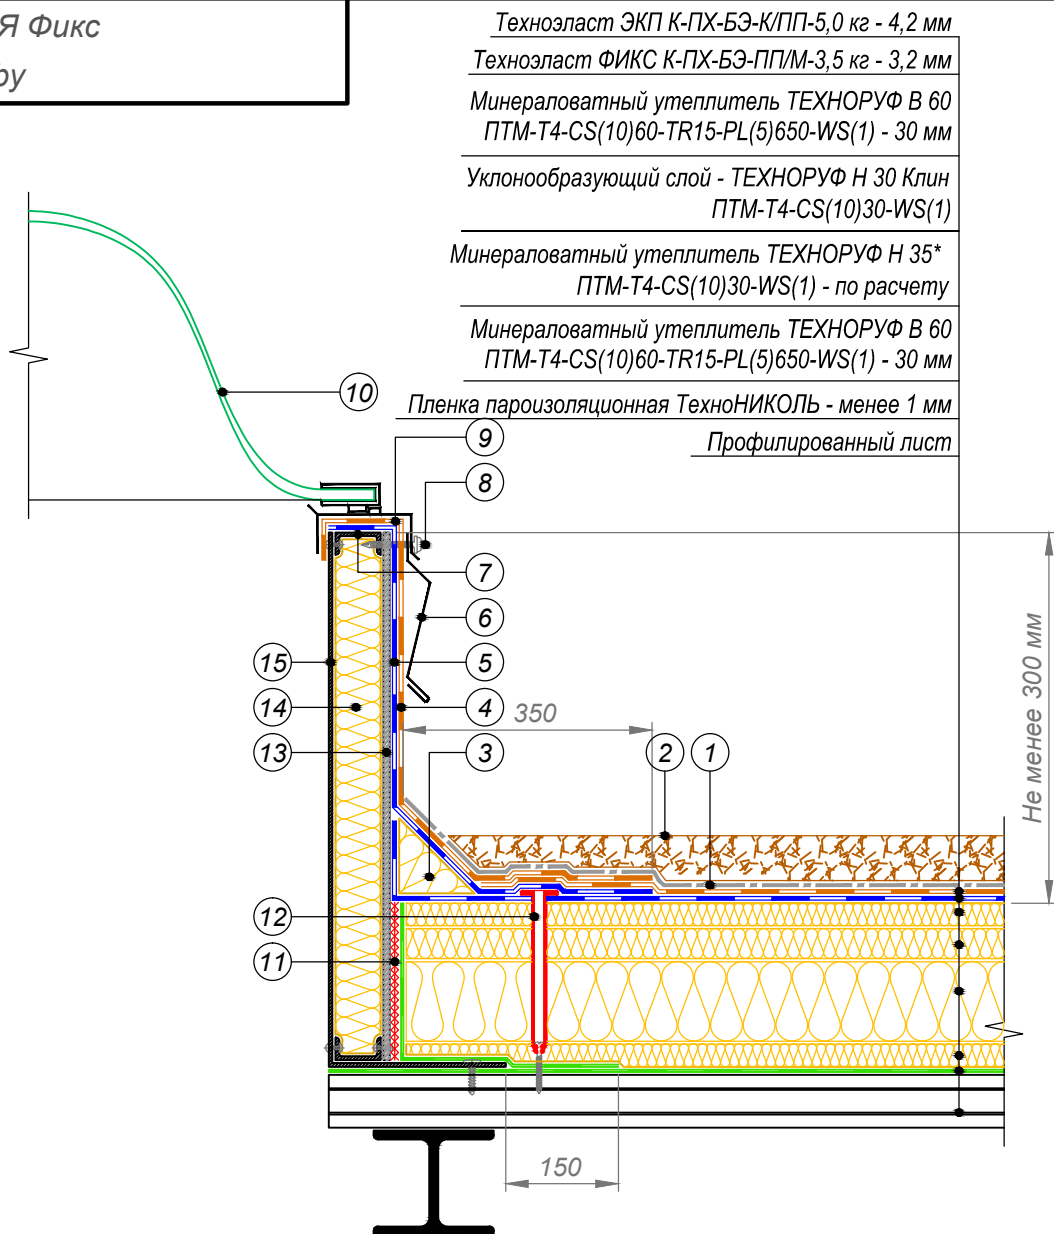 Я Фикс
ру
Техноэласт ЭКП К-ПХ-БЭ-К/ПП-5,0 кг - 4,2 мм
Техноэласт ФИКС К-ПХ-БЭ-ПП/М-3,5 кг - 3,2 мм
Минераловатный утеплитель ТЕХНОРУФ В 60
ПТМ-Т4-CS(10)60-TR15-PL(5)650-WS(1) - 30 мм
Уклонообразующий слой - ТЕХНОРУФ Н 30 Клин
ПТМ-Т4-CS(10)30-WS(1)
Минераловатный утеплитель ТЕХНОРУФ Н 35*
ПТМ-Т4-CS(10)30-WS(1) - по расчету
Минераловатный утеплитель ТЕХНОРУФ В 60
ПТМ-Т4-CS(10)60-TR15-PL(5)650-WS(1) - 30 мм
Пленка пароизоляционная ТехноНИКОЛЬ - менее 1 мм
Профилированный лист
10
9
8
7
6
5
4
3
15
14
13
12
11
2
1
350
Не менее 300 мм
150